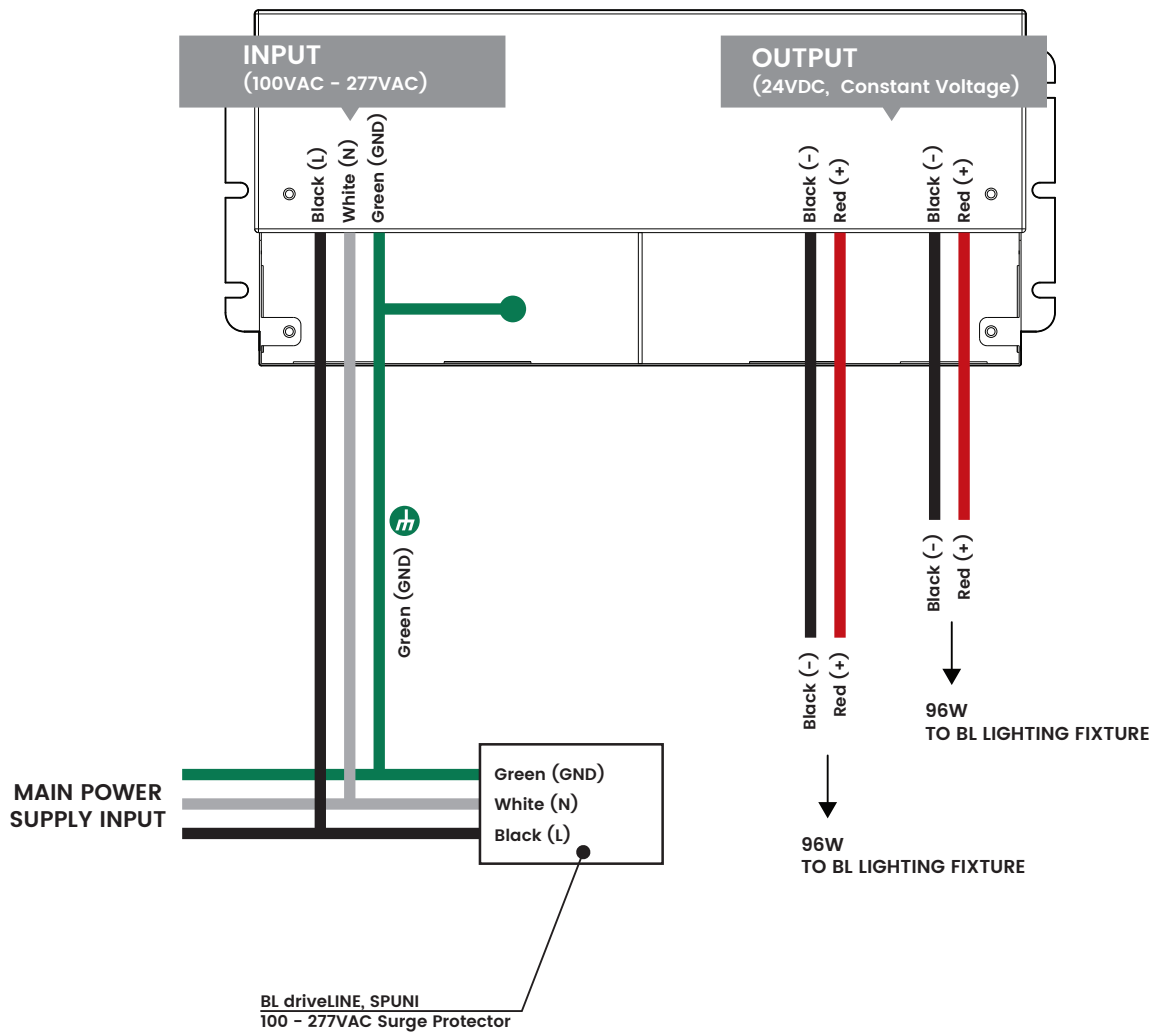 INPUT
(100VAC - 277VAC)
OUTPUT
(24VDC, Constant Voltage)
Black (L)
White (N)
Green (GND)
Black (-)
Red (+)
Black (-)
Red (+)
Green (GND)
Black (-)
Red (+)
Black (-)
Red (+)
96W
TO BL LIGHTING FIXTURE
96W
TO BL LIGHTING FIXTURE
MAIN POWER
SUPPLY INPUT
Green (GND)
White (N)
Black (L)
BL driveLINE, SPUNI
100 - 277VAC Surge Protector